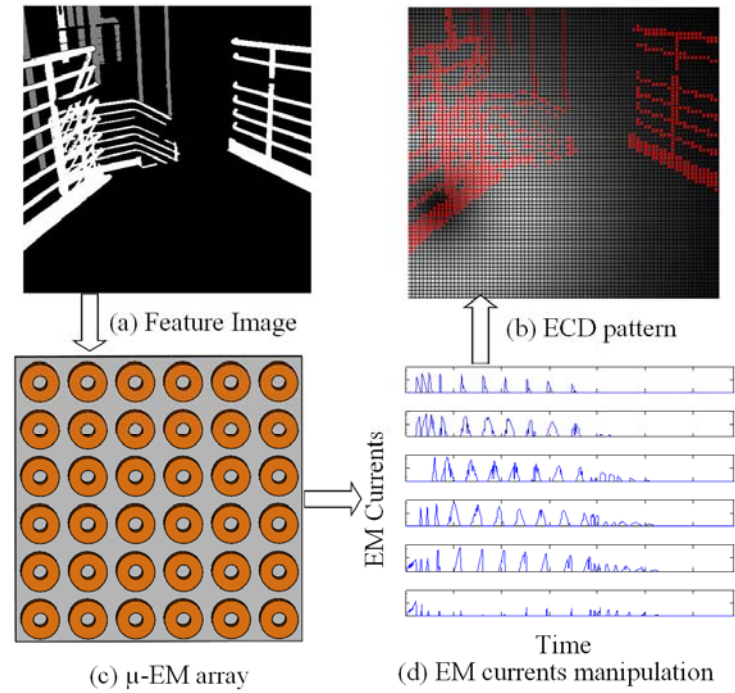 (a) Feature Image
(b) ECD pattern
EM Currents
Time
(c) µ-EM array
(d) EM currents manipulation